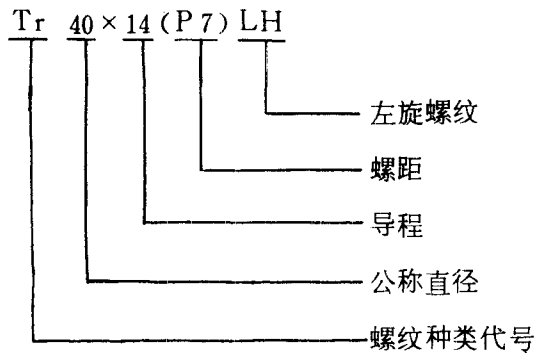 Tr 40×14(P7)LH
左旋螺纹
螺距
导程
公称直径
螺纹种类代号